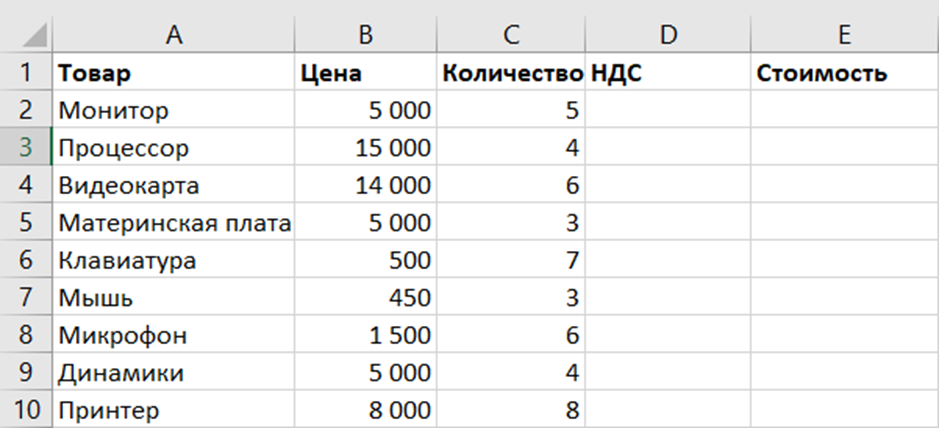 A B C D E
1 Товар Цена Количество НДС Стоимость
2 Монитор 5 000 5
3 Процессор 15 000 4
4 Видеокарта 14 000 6
5 Материнская плата 5 000 3
6 Клавиатура 500 7
7 Мышь 450 3
8 Микрофон 1 500 6
9 Динамики 5 000 4
10 Принтер 8 000 8